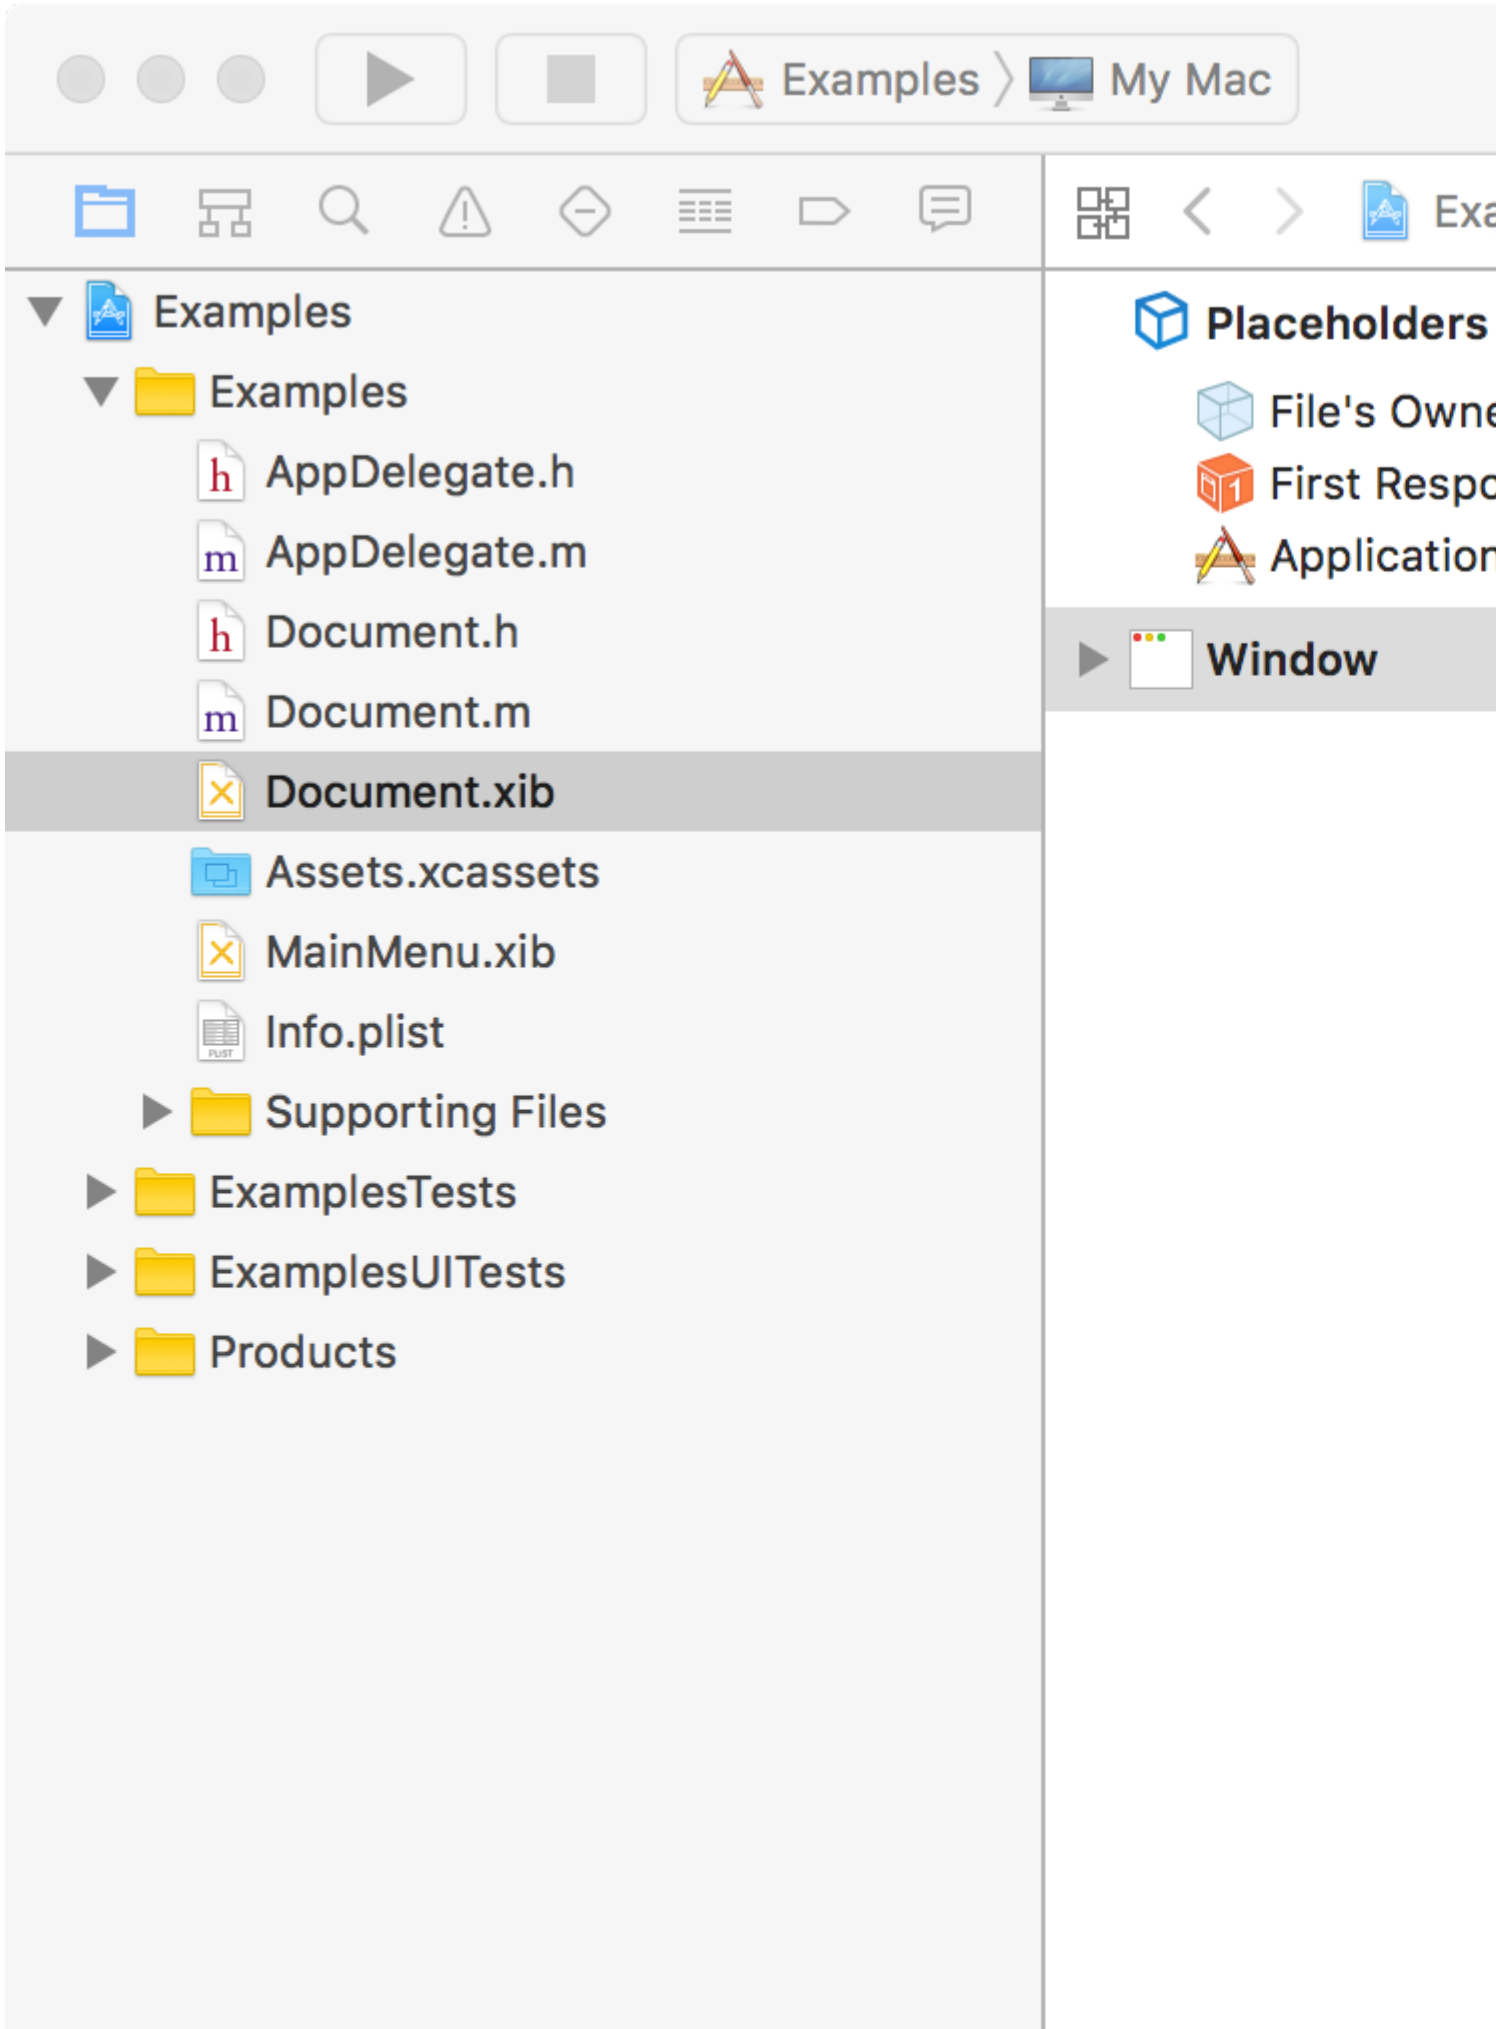 Examples My Mac
Exa
Examples
Examples
AppDelegate.h
AppDelegate.m
Document.h
Document.m
Document.xib
Assets.xcassets
MainMenu.xib
Info.plist
Supporting Files
ExamplesTests
ExamplesUITests
Products
Placeholders
File's Owne
First Respo
Application
Window